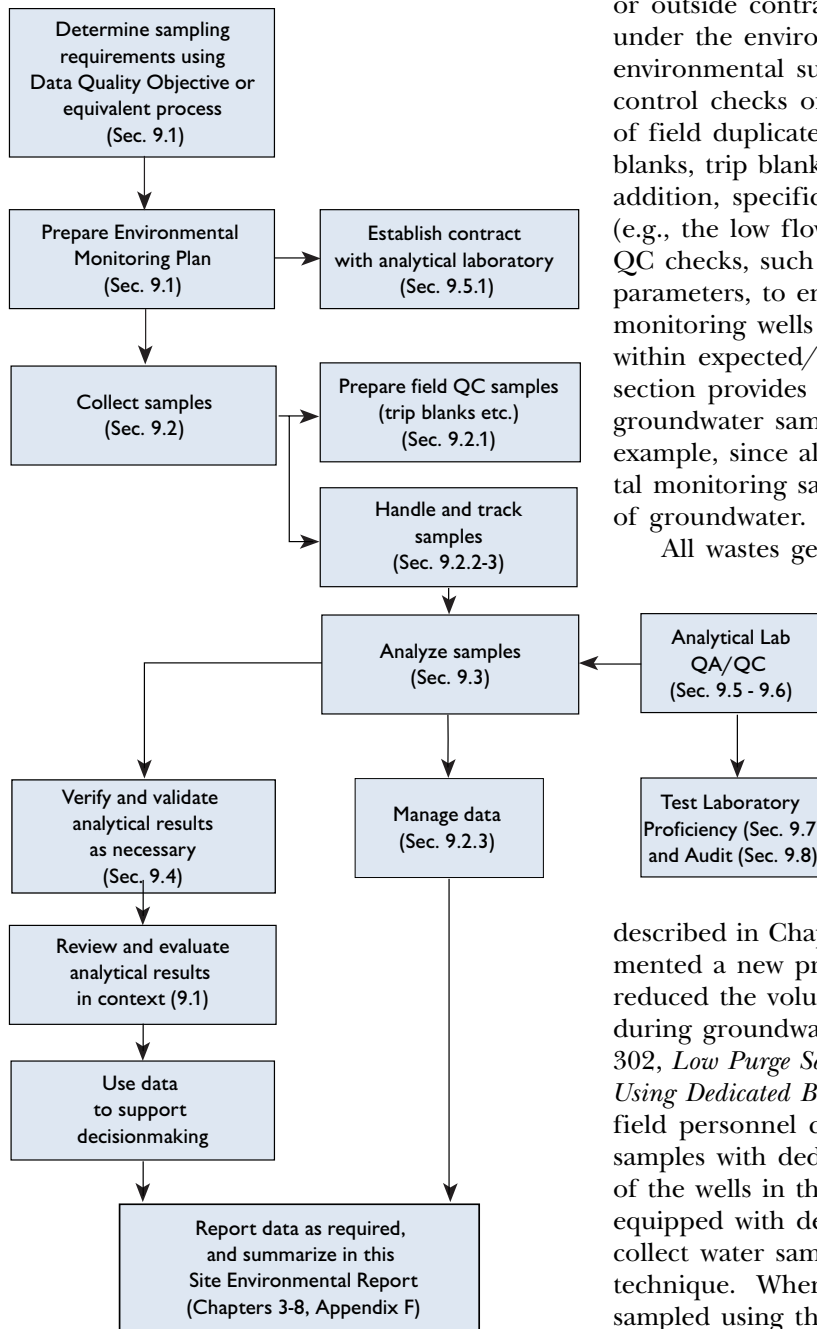 Determine sampling
requirements using
Data Quality Objective or
equivalent process
(Sec. 9.1)
Prepare Environmental
Monitoring Plan
(Sec. 9.1)
Establish contract
with analytical laboratory
(Sec. 9.5.1)
Collect samples
(Sec. 9.2)
Prepare field QC samples
(trip blanks etc.)
(Sec. 9.2.1)
Handle and track
samples
(Sec. 9.2.2-3)
Analyze samples
(Sec. 9.3)
Analytical Lab
QA/QC
(Sec. 9.5 - 9.6)
Verify and validate
analytical results
as necessary
(Sec. 9.4)
Manage data
(Sec. 9.2.3)
Test Laboratory
Proficiency (Sec. 9.7
and Audit (Sec. 9.8)
Review and evaluate
analytical results
in context (9.1)
Use data
to support
decisionmaking
Report data as required,
and summarize in this
Site Environmental Report
(Chapters 3-8, Appendix F)
or outside contra
under the enviro
environmental su
control checks o
of field duplicate
blanks, trip blank
addition, specific
(e.g., the low flow
QC checks, such
parameters, to en
monitoring wells
within expected/
section provides
groundwater sam
example, since al
tal monitoring sa
of groundwater.
All wastes ge
described in Chap
mented a new pr
reduced the volu
during groundwa
302, Low Purge Sa
Using Dedicated B
field personnel c
samples with ded
of the wells in th
equipped with de
collect water sam
technique. When
sampled using th